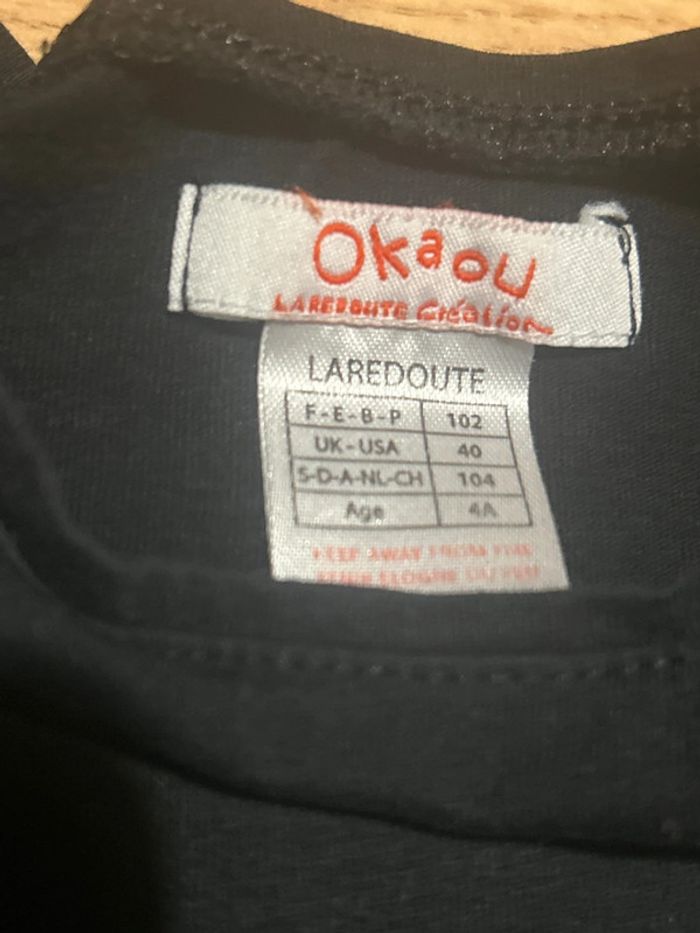 Okaou
LAREDOUTE Création
LAREDOUTE
F-E-B-P 102
UK-USA 40
S-D-A-NL-CH 104
Age 4A
KEEP AWAY FROM FIRE